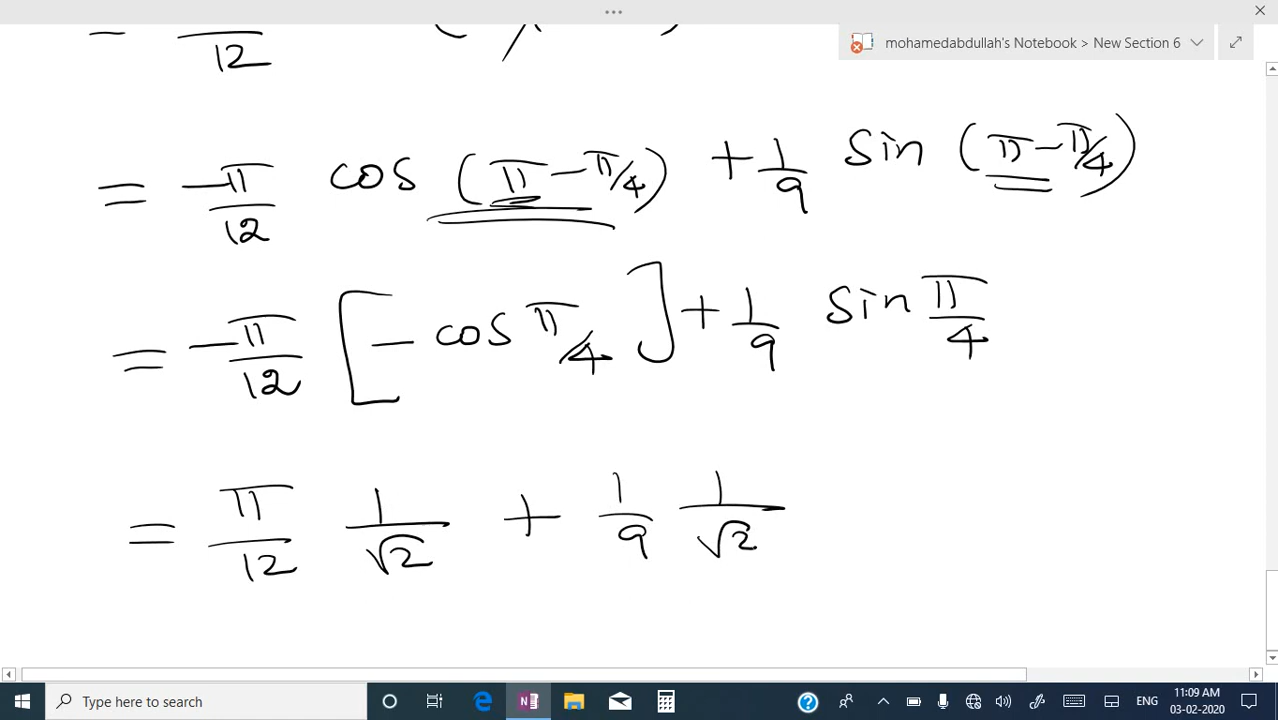 mohamedabdullah's Notebook > New Section 6
= 12
= -π/12 cos (π - π/4) + 1/9 sin (π - π/4)
= -π/12 [- cos π/4] + 1/9 sin π/4
= π/12 1/√2 + 1/9 1/√2
Type here to search
ENG
11:09 AM
03-02-2020